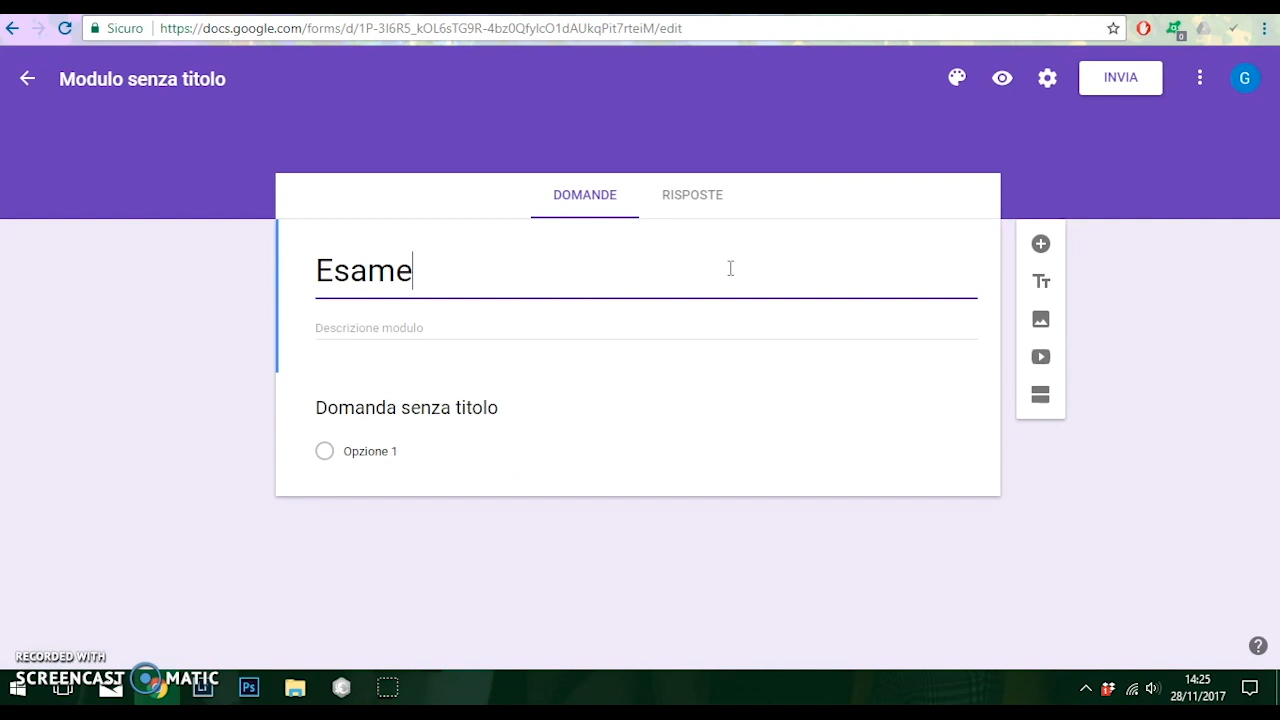 Sicuro https://docs.google.com/forms/d/1P-3I6R5_kOL6sTG9R-4bz0QfylcO1dAUkqPit7rteiM/edit
Modulo senza titolo
INVIA
G
DOMANDE RISPOSTE
Esame
Descrizione modulo
Domanda senza titolo
Opzione 1
RECORDED WITH
SCREENCAST MATIC
Ps
14:25
28/11/2017